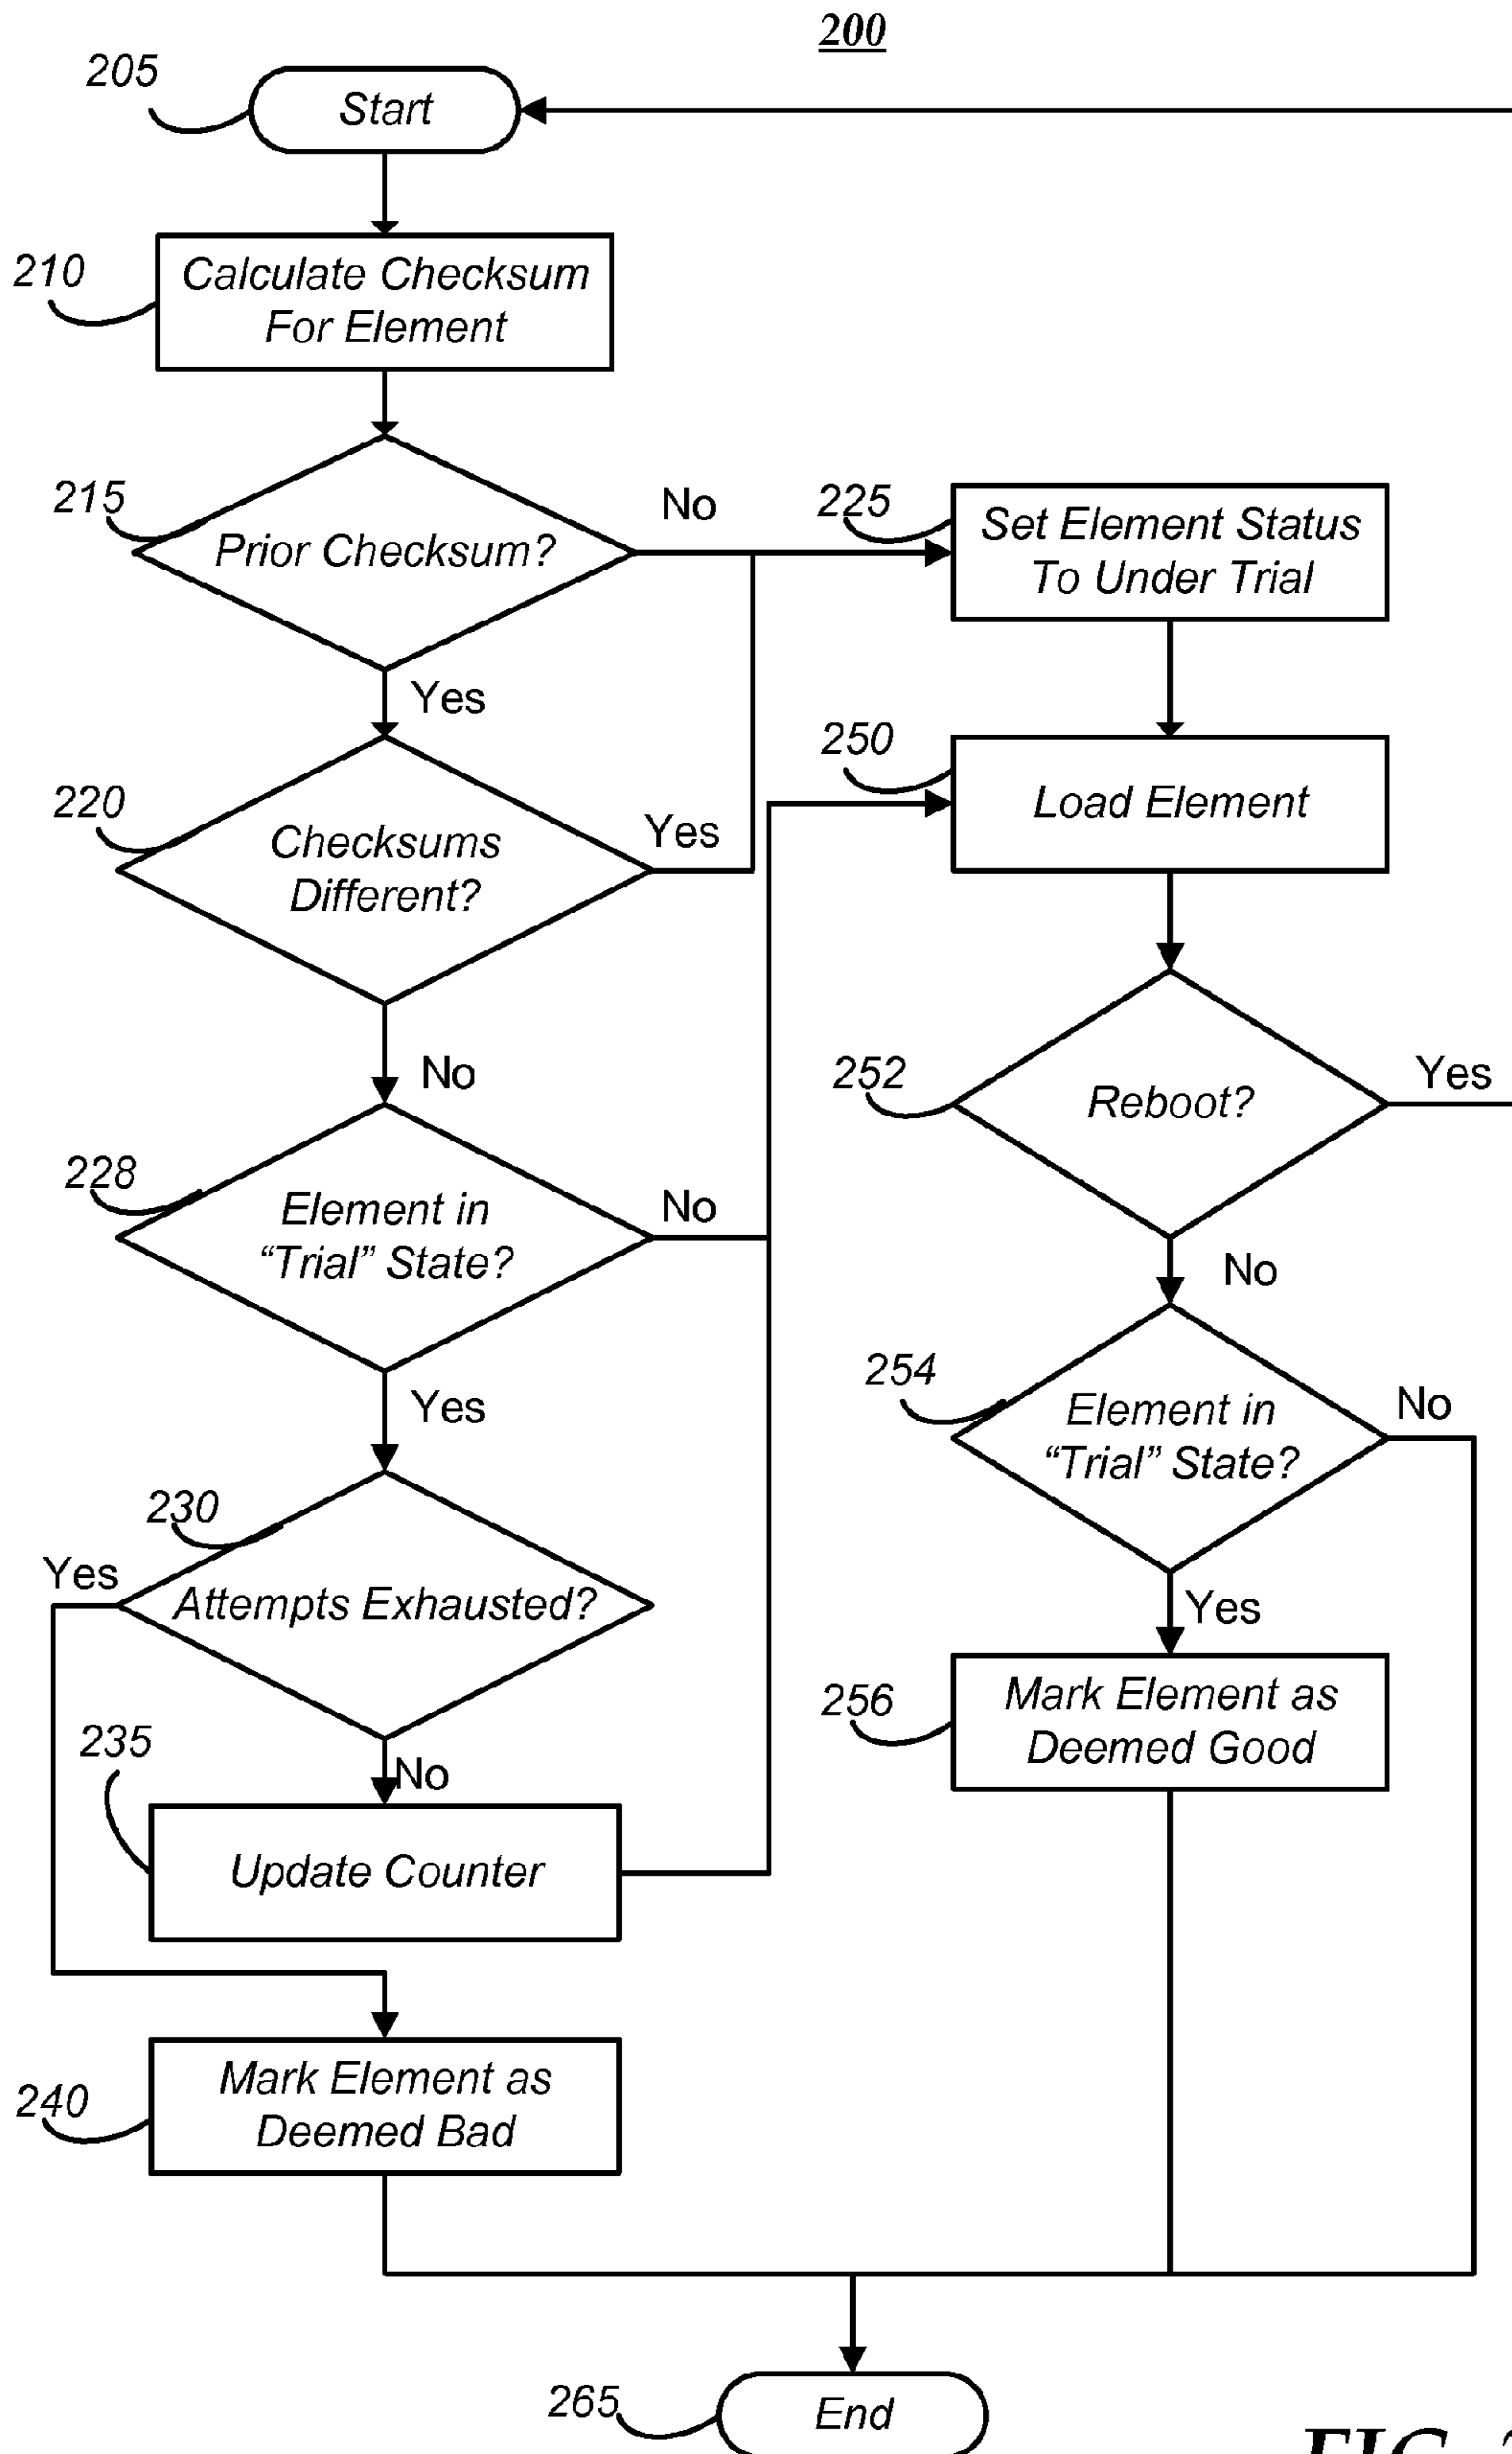 200
205
Start
210
Calculate Checksum
For Element
215
Prior Checksum?
No
225
Set Element Status
To Under Trial
Yes
220
Checksums
Different?
Yes
250
Load Element
No
252
Reboot?
Yes
228
Element in
“Trial” State?
No
No
254
Element in
“Trial” State?
No
Yes
230
Attempts Exhausted?
Yes
Yes
256
Mark Element as
Deemed Good
235
No
Update Counter
240
Mark Element as
Deemed Bad
265
End
FIG.